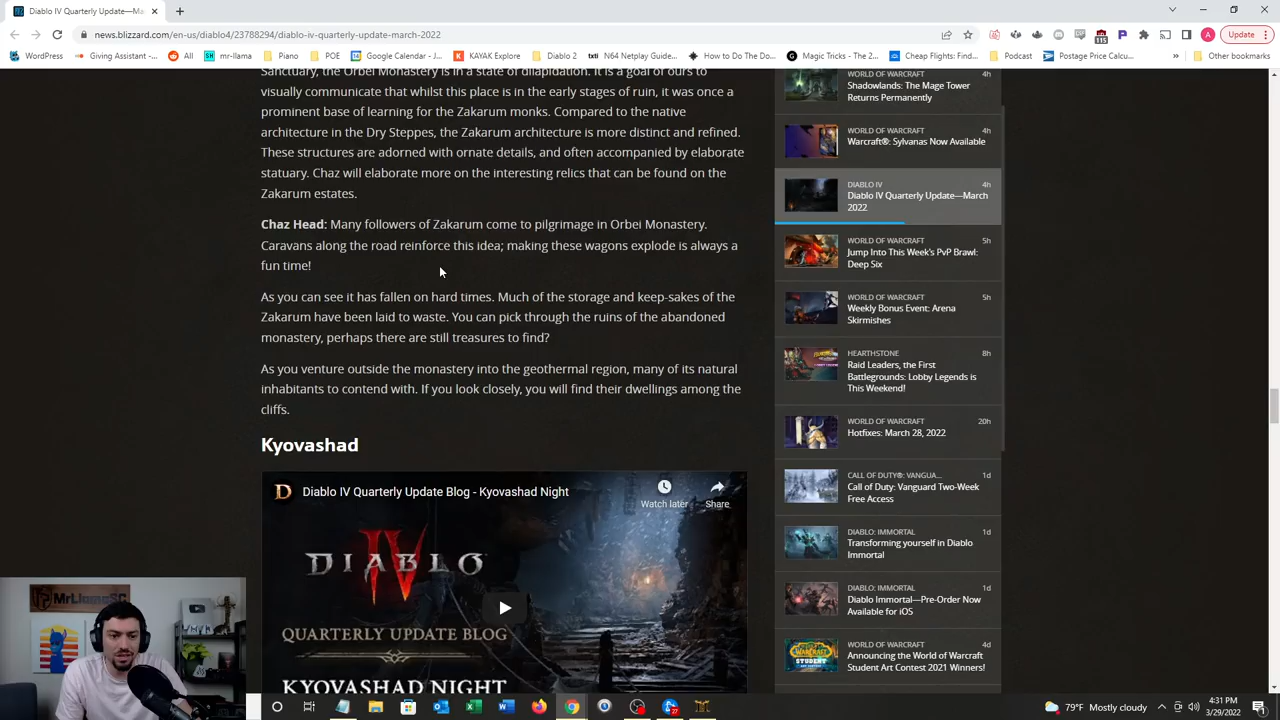 Diablo IV Quarterly Update—Ma
news.blizzard.com/en-us/diablo4/23788294/diablo-iv-quarterly-update-march-2022
Update
WordPress
Giving Assistance - ...
All
mr-llama
Piano
POE
Google Calendar - J...
KAYAK Explore
Diablo 2
N64 Netplay Guide...
How to Do The Do...
Magic Tricks - The 2...
Cheap Flights, Find...
Podcast
Postage Price Calcu...
»
Other bookmarks
Sanctuary, the Orbei Monastery is in a state of dilapidation. It is a goal of ours to
visually communicate that whilst this place is in the early stages of ruin, it was once a
prominent base of learning for the Zakarum monks. Compared to the native
architecture in the Dry Steppes, the Zakarum architecture is more distinct and refined.
These structures are adorned with ornate details, and often accompanied by elaborate
statuary. Chaz will elaborate more on the interesting relics that can be found on the
Zakarum estates.
Chaz Head: Many followers of Zakarum come to pilgrimage in Orbei Monastery.
Caravans along the road reinforce this idea; making these wagons explode is always a
fun time!
As you can see it has fallen on hard times. Much of the storage and keep-sakes of the
Zakarum have been laid to waste. You can pick through the ruins of the abandoned
monastery, perhaps there are still treasures to find?
As you venture outside the monastery into the geothermal region, many of its natural
inhabitants to contend with. If you look closely, you will find their dwellings among the
cliffs.
Kyovashad
Diablo IV Quarterly Update Blog - Kyovashad Night
Watch later
Share
DIABLO
IV
QUARTERLY UPDATE BLOG
KYOVASHAD NIGHT
WORLD OF WARCRAFT 4h
Shadowlands: The Mage Tower
Returns Permanently
WORLD OF WARCRAFT 4h
Warcraft®: Sylvanas Now Available
DIABLO IV 4h
Diablo IV Quarterly Update—March
2022
WORLD OF WARCRAFT 5h
Jump Into This Week's PvP Brawl:
Deep Six
WORLD OF WARCRAFT 5h
Weekly Bonus Event: Arena
Skirmishes
HEARTHSTONE 8h
Raid Leaders, the First
Battlegrounds: Lobby Legends is
This Weekend!
WORLD OF WARCRAFT 20h
Hotfixes: March 28, 2022
CALL OF DUTY®: VANGUA... 1d
Call of Duty: Vanguard Two-Week
Free Access
DIABLO: IMMORTAL 1d
Transforming yourself in Diablo
Immortal
DIABLO: IMMORTAL 1d
Diablo Immortal—Pre-Order Now
Available for iOS
WORLD OF WARCRAFT 4d
Announcing the World of Warcraft
Student Art Contest 2021 Winners!
MrLlamaSC
79°F Mostly cloudy
4:31 PM
3/29/2022